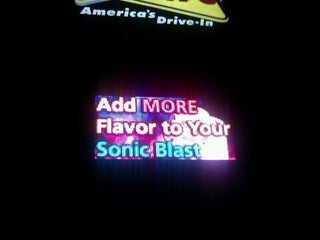 America's Drive-In
Add MORE
Flavor to Your
Sonic Blast